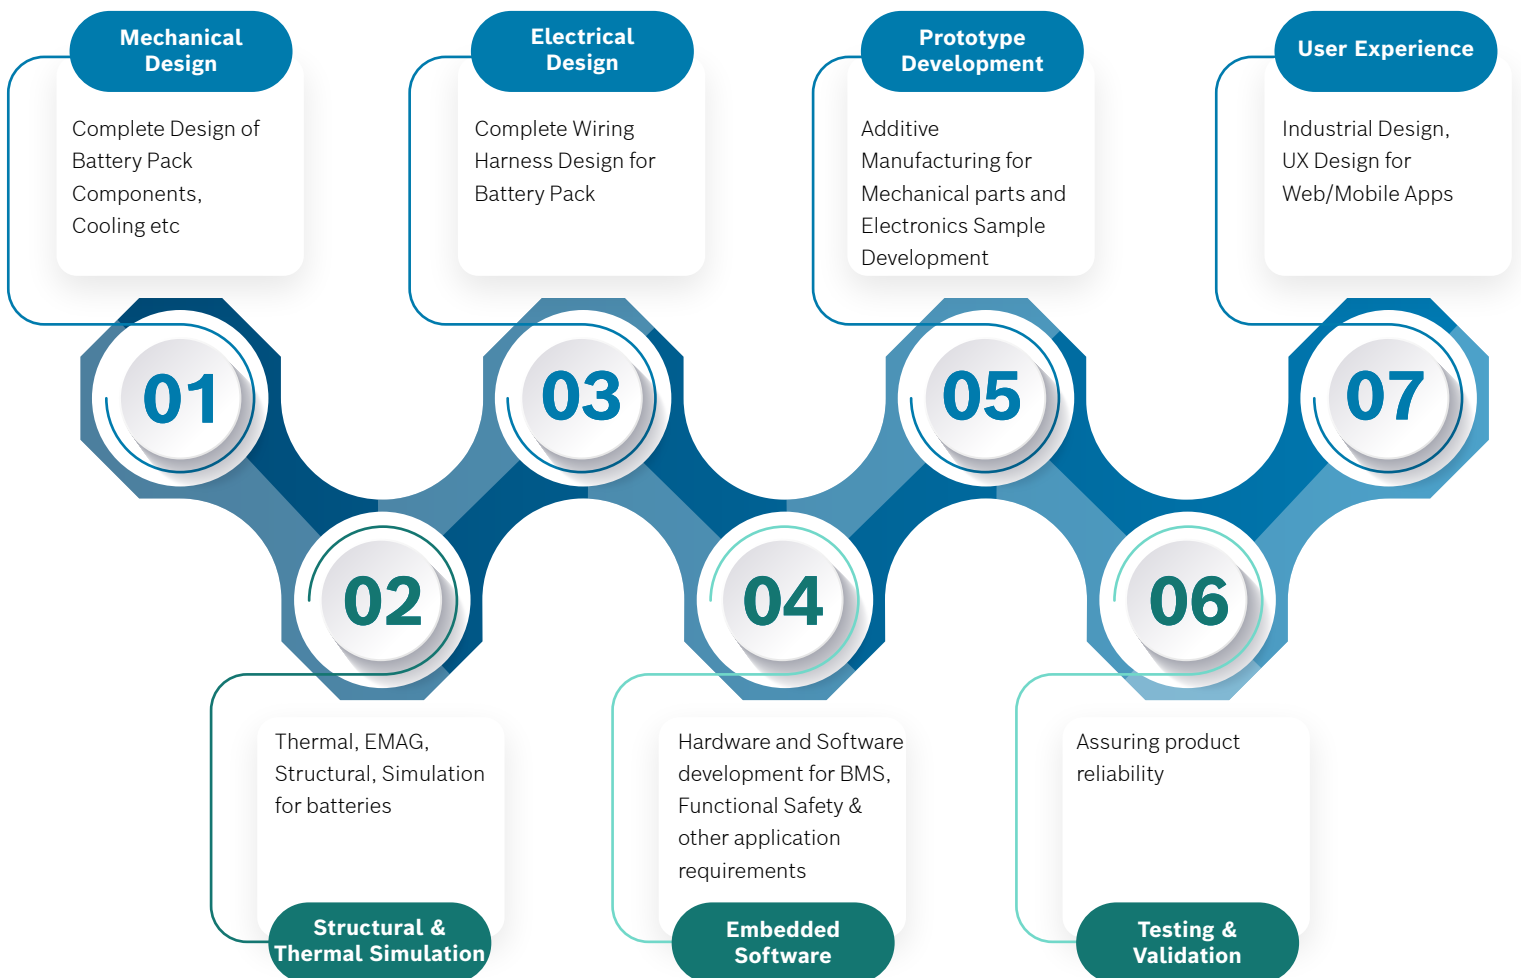 Mechanical
Design
Complete Design of
Battery Pack
Components,
Cooling etc
01
Thermal, EMAG,
Structural, Simulation
for batteries
02
Structural &
Thermal Simulation
Electrical
Design
Complete Wiring
Harness Design for
Battery Pack
03
Hardware and Software
development for BMS,
Functional Safety &
other application
requirements
04
Embedded
Software
Prototype
Development
Additive
Manufacturing for
Mechanical parts and
Electronics Sample
Development
05
Assuring product
reliability
06
Testing &
Validation
User Experience
Industrial Design,
UX Design for
Web/Mobile Apps
07